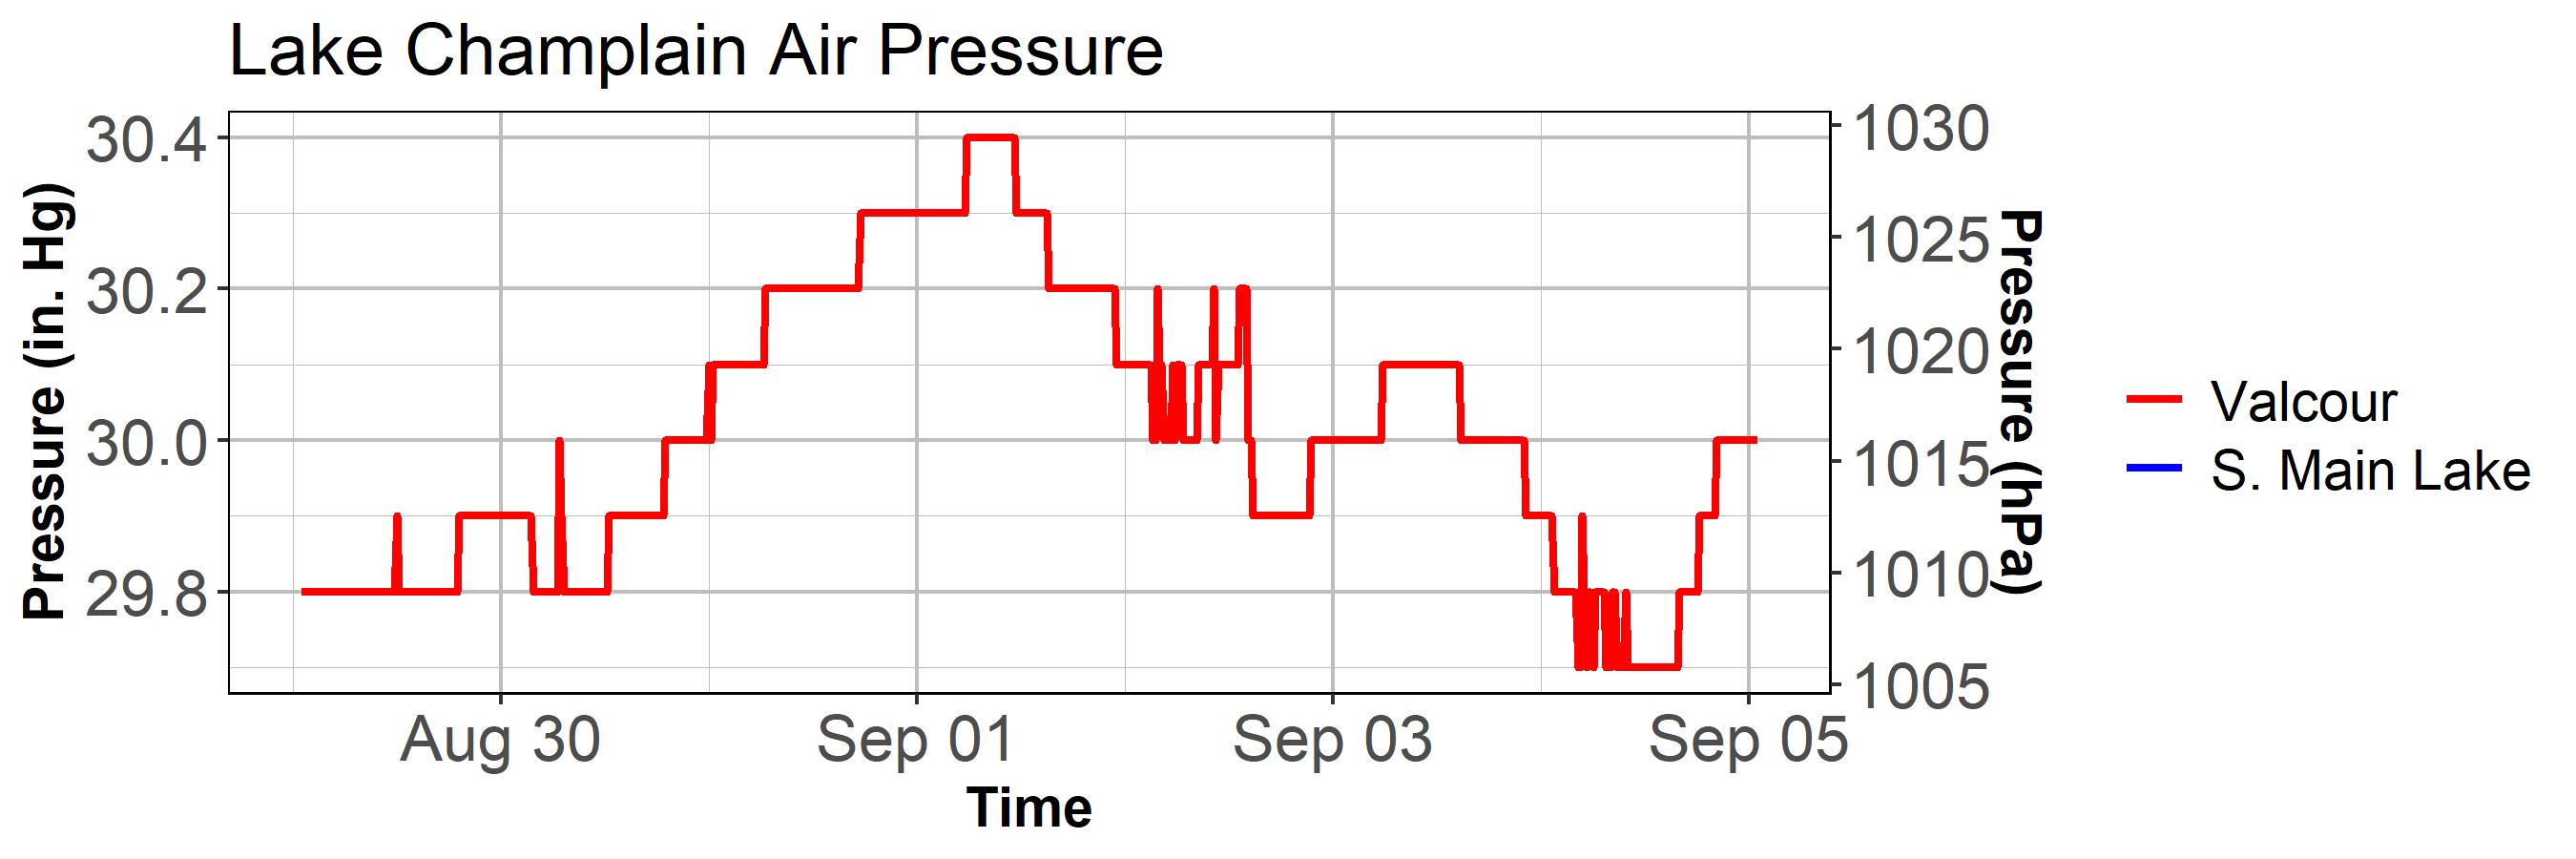 Lake Champlain Air Pressure
30.4
30.2
30.0
29.8
Pressure (in. Hg)
1030
1025
1020
1015
1010
1005
Pressure (hPa)
Aug 30
Sep 01
Sep 03
Sep 05
Time
Valcour
S. Main Lake